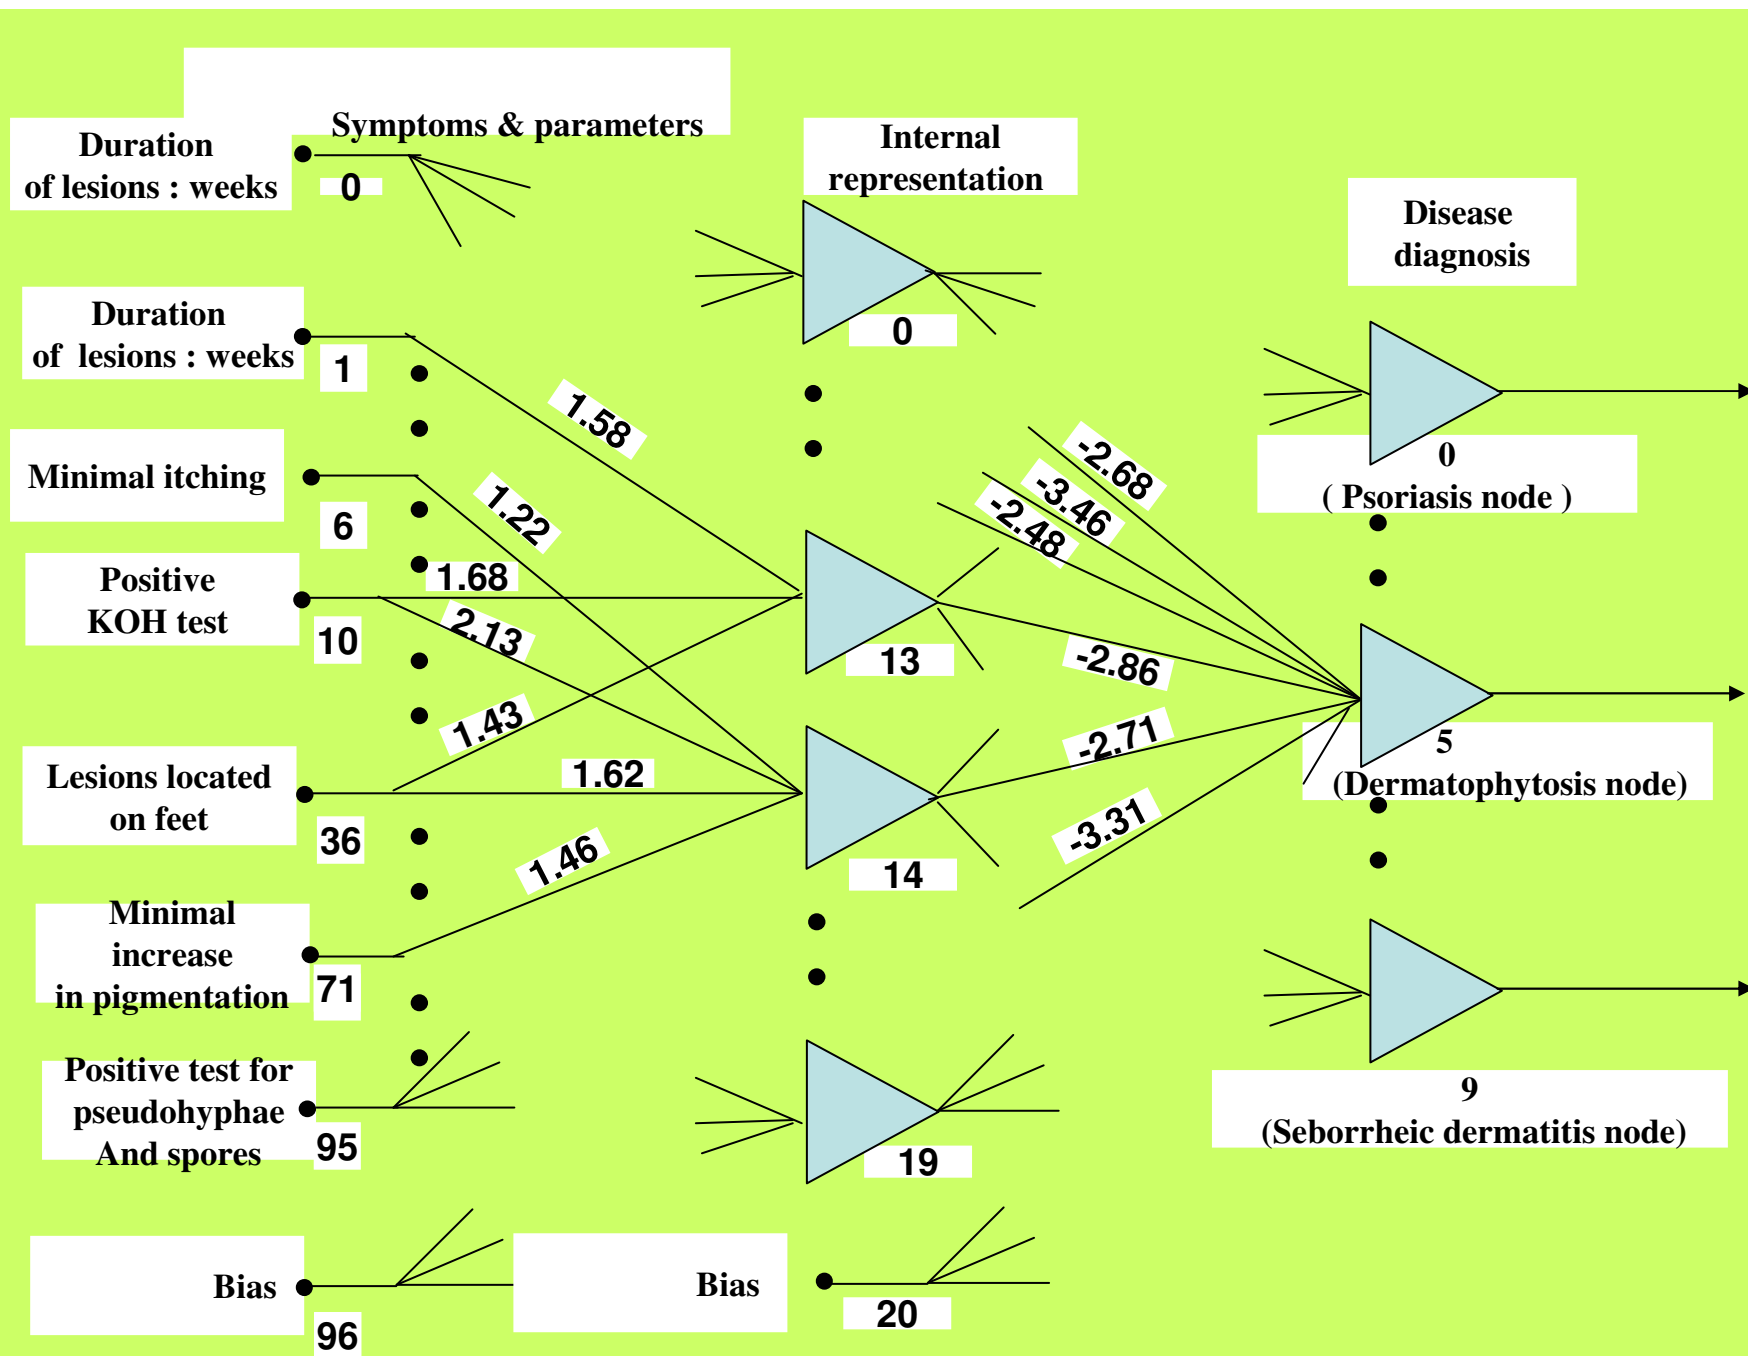 Symptoms & parameters
Duration
of lesions : weeks
0
Duration
of lesions : weeks
1
Minimal itching
6
Positive
KOH test
10
Lesions located
on feet
36
Minimal
increase
in pigmentation
71
Positive test for
pseudohyphae
And spores
95
Bias
96
1.58
1.22
1.68
2.13
1.43
1.62
1.46
Internal
representation
0
13
14
19
Bias
20
-2.68
-3.46
-2.48
-2.86
-2.71
-3.31
Disease
diagnosis
0
( Psoriasis node )
5
(Dermatophytosis node)
9
(Seborrheic dermatitis node)